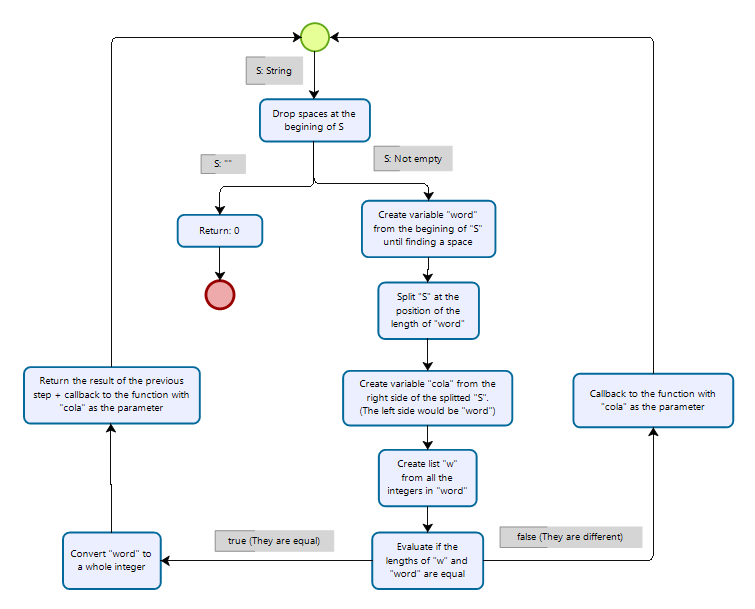 S: String
Drop spaces at the
begining of S
S: ""
S: Not empty
Return: 0
Create variable "word"
from the begining of "S"
until finding a space
Split "S" at the
position of the
length of "word"
Return the result of the previous
step + callback to the function with
"cola" as the parameter
Create variable "cola" from the
right side of the splitted "S".
(The left side would be "word")
Callback to the function with
"cola" as the parameter
Create list "w"
from all the
integers in "word"
true (They are equal)
false (They are different)
Convert "word" to
a whole integer
Evaluate if the
lengths of "w" and
"word" are equal